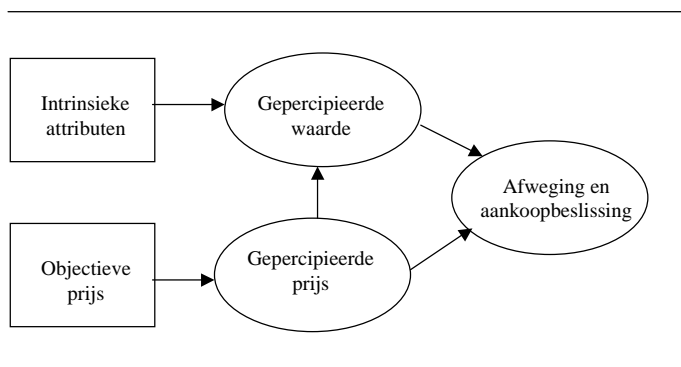 Intrinsieke
attributen
Gepercipieerde
waarde
Afweging en
aankoopbeslissing
Objectieve
prijs
Gepercipieerde
prijs